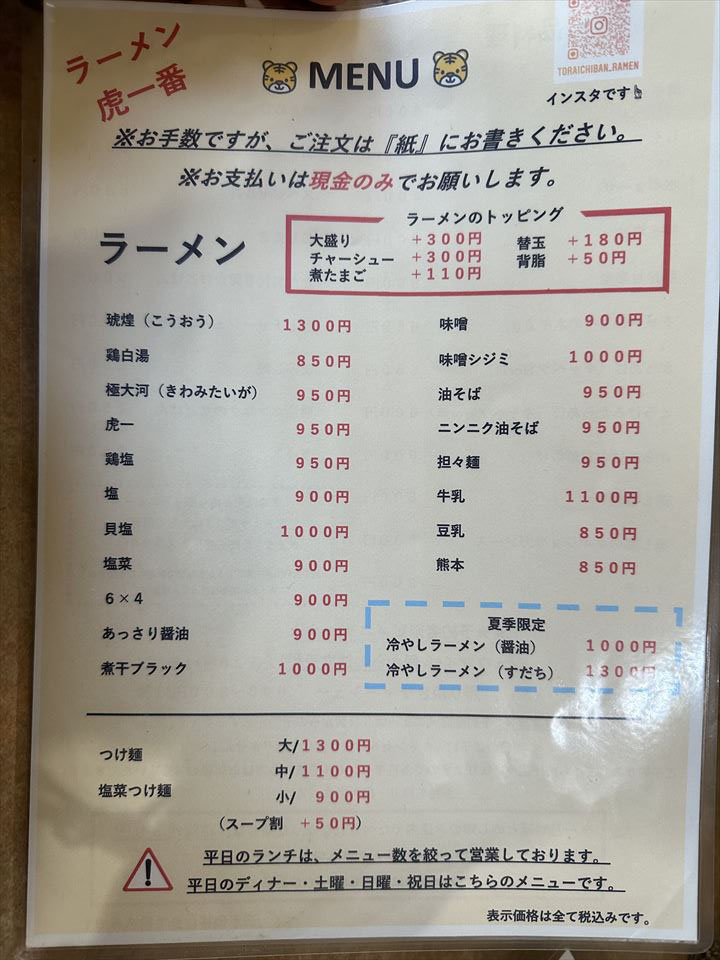 ラーメン
虎一番
MENU
TORAICHIBAN_RAMEN
インスタです
※お手数ですが、ご注文は『紙』にお書きください。
※お支払いは現金のみでお願いします。
ラーメン
ラーメンのトッピング
大盛り +300円 替玉 +180円
チャーシュー +300円 背脂 +50円
煮たまご +110円
琥煌（こうおう） 1300円
鶏白湯 850円
極大河（きわみたいが） 950円
虎一 950円
鶏塩 950円
塩 900円
貝塩 1000円
塩菜 900円
6×4 900円
あっさり醤油 900円
煮干ブラック 1000円
味噌 900円
味噌シジミ 1000円
油そば 950円
ニンニク油そば 950円
担々麺 950円
牛乳 1100円
豆乳 850円
熊本 850円
夏季限定
冷やしラーメン（醤油） 1000円
冷やしラーメン（すだち） 1300円
つけ麺
塩菜つけ麺
大/1300円
中/1100円
小/ 900円
（スープ割 +50円）
平日のランチは、メニュー数を絞って営業しております。
平日のディナー・土曜・日曜・祝日はこちらのメニューです。
表示価格は全て税込みです。